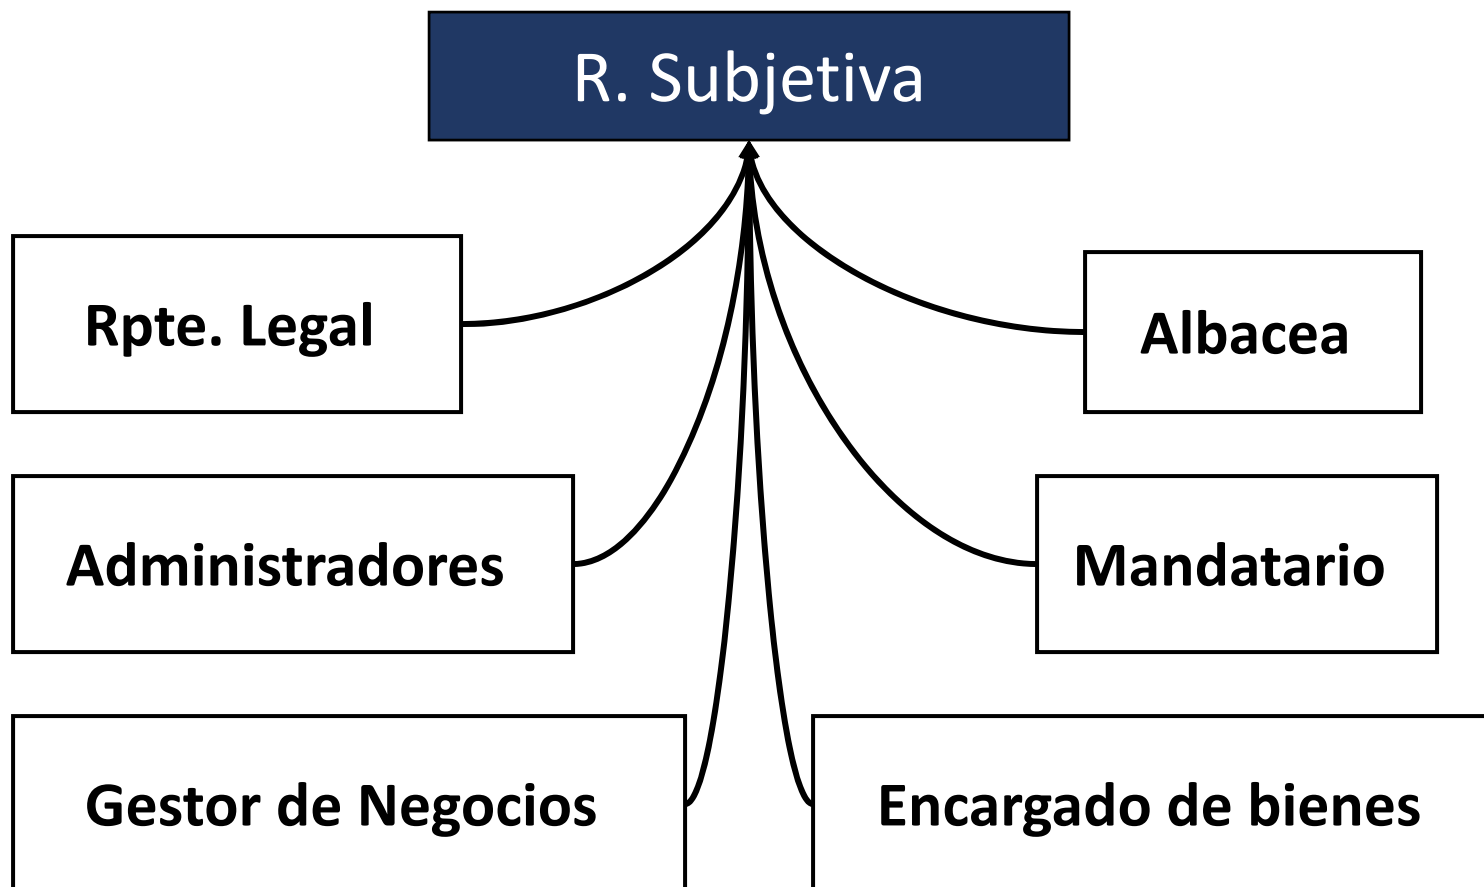 R. Subjetiva
Rpte. Legal
Albacea
Administradores
Mandatario
Gestor de Negocios
Encargado de bienes